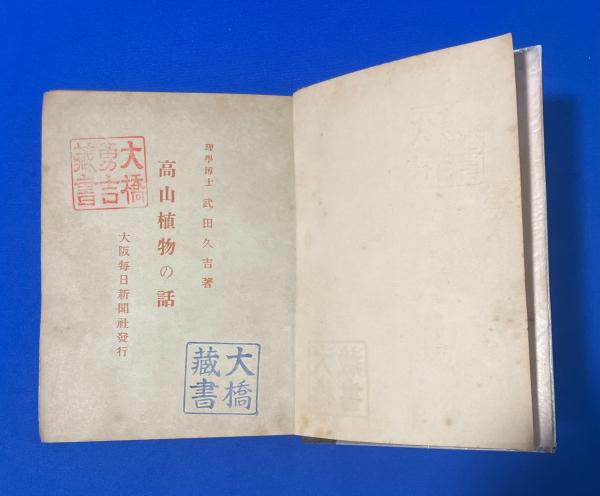 理學博士 武田久吉著
高山植物の話
大阪每日新聞社發行
大橋
勇吉
藏書
大橋
藏書